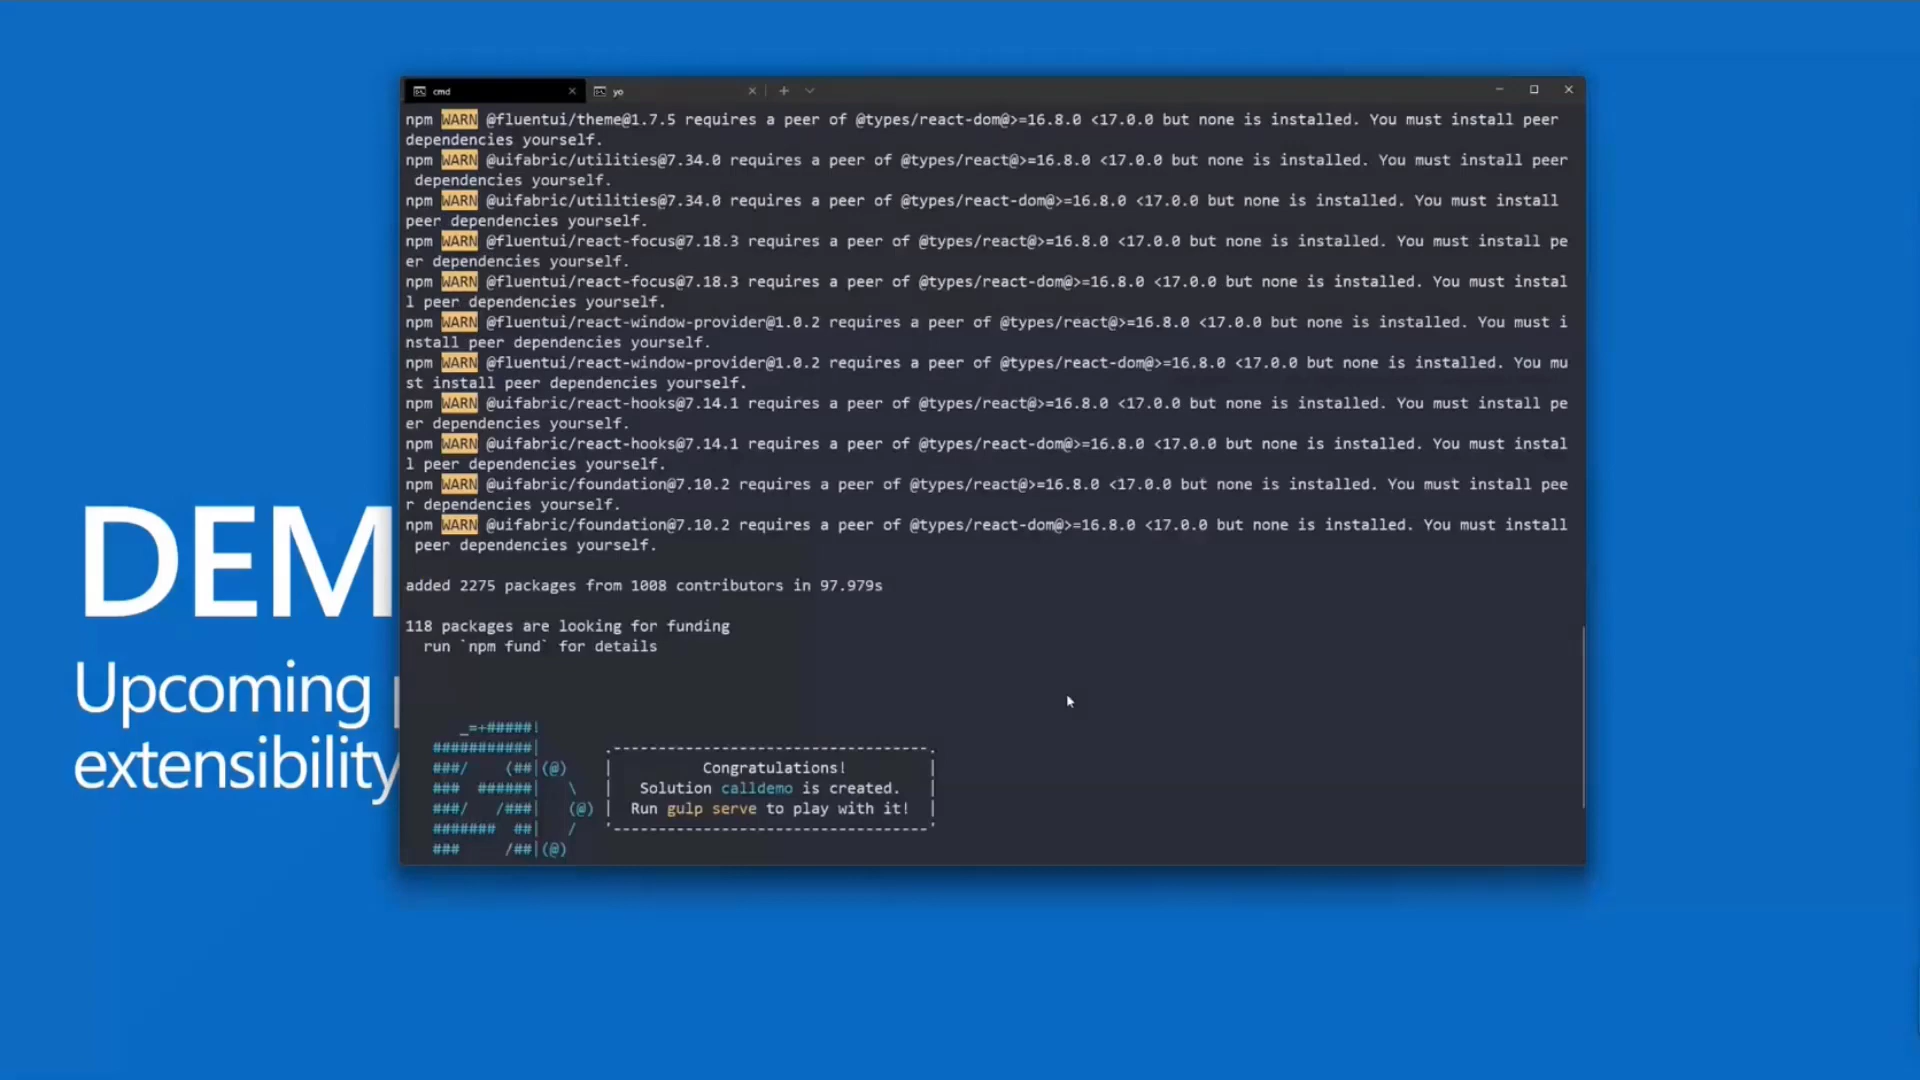 cmd
yo
npm WARN @fluentui/theme@1.7.5 requires a peer of @types/react-dom@>=16.8.0 <17.0.0 but none is installed. You must install peer
dependencies yourself.
npm WARN @uifabric/utilities@7.34.0 requires a peer of @types/react@>=16.8.0 <17.0.0 but none is installed. You must install peer
dependencies yourself.
npm WARN @uifabric/utilities@7.34.0 requires a peer of @types/react-dom@>=16.8.0 <17.0.0 but none is installed. You must install
peer dependencies yourself.
npm WARN @fluentui/react-focus@7.18.3 requires a peer of @types/react@>=16.8.0 <17.0.0 but none is installed. You must install pe
er dependencies yourself.
npm WARN @fluentui/react-focus@7.18.3 requires a peer of @types/react-dom@>=16.8.0 <17.0.0 but none is installed. You must instal
l peer dependencies yourself.
npm WARN @fluentui/react-window-provider@1.0.2 requires a peer of @types/react@>=16.8.0 <17.0.0 but none is installed. You must i
nstall peer dependencies yourself.
npm WARN @fluentui/react-window-provider@1.0.2 requires a peer of @types/react-dom@>=16.8.0 <17.0.0 but none is installed. You mu
st install peer dependencies yourself.
npm WARN @uifabric/react-hooks@7.14.1 requires a peer of @types/react@>=16.8.0 <17.0.0 but none is installed. You must install pe
er dependencies yourself.
npm WARN @uifabric/react-hooks@7.14.1 requires a peer of @types/react-dom@>=16.8.0 <17.0.0 but none is installed. You must instal
l peer dependencies yourself.
npm WARN @uifabric/foundation@7.10.2 requires a peer of @types/react@>=16.8.0 <17.0.0 but none is installed. You must install pee
r dependencies yourself.
npm WARN @uifabric/foundation@7.10.2 requires a peer of @types/react-dom@>=16.8.0 <17.0.0 but none is installed. You must install
peer dependencies yourself.
added 2275 packages from 1008 contributors in 97.979s
118 packages are looking for funding
run `npm fund` for details
_=+#####!
###########| .-----------------------------------.
###/    (##|(@) | Congratulations! |
###  ######|   \ | Solution calldemo is created. |
###/   /###|   (@) | Run gulp serve to play with it! |
#######  ##|   / '-----------------------------------'
###     /##|(@)
DEM
Upcoming
extensibility